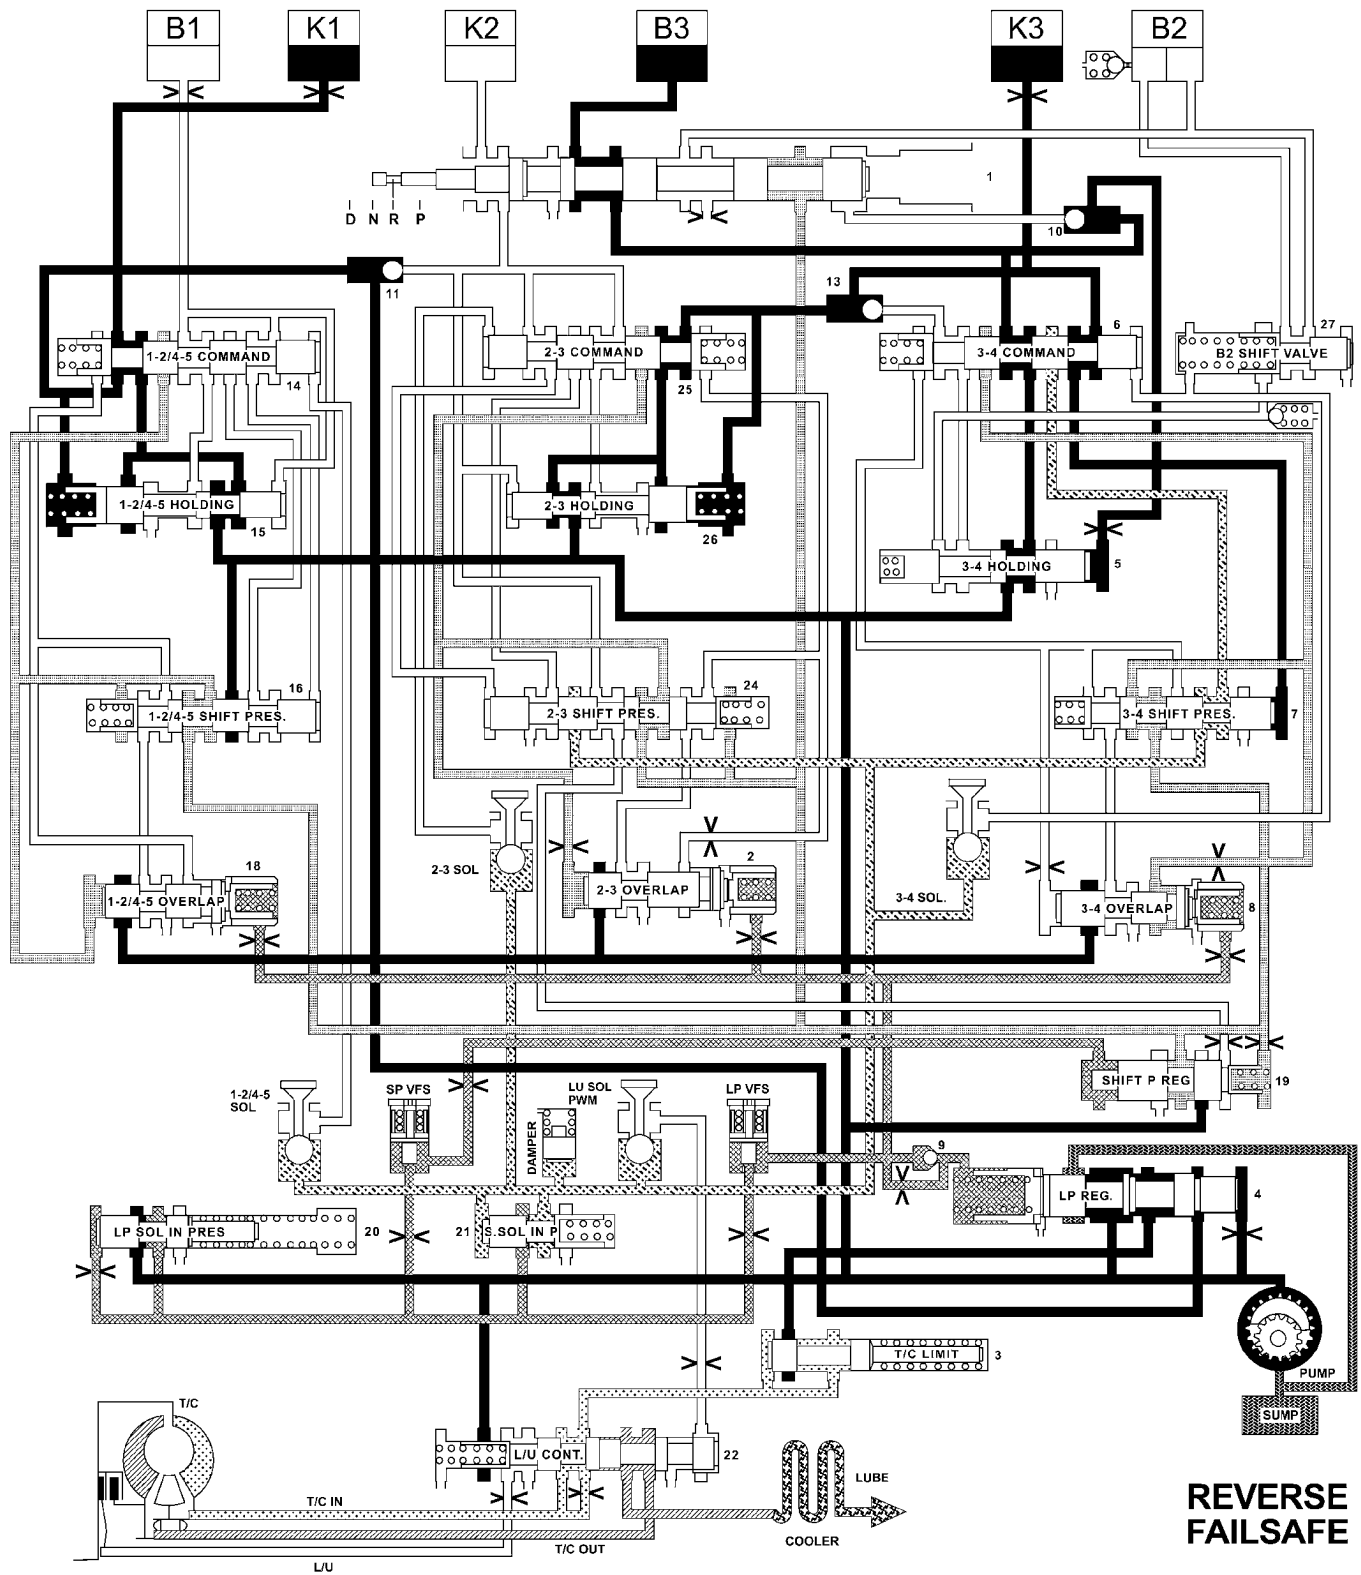 B1 K1 K2 B3 K3 B2
1
D N R P
10
11
13
6
27
1-2/4-5 COMMAND
2-3 COMMAND
3-4 COMMAND
B2 SHIFT VALVE
14
25
1-2/4-5 HOLDING
2-3 HOLDING
15
26
3-4 HOLDING
5
16
24
1-2/4-5 SHIFT PRES.
2-3 SHIFT PRES.
3-4 SHIFT PRES.
7
18
2
2-3 SOL
1-2/4-5 OVERLAP
2-3 OVERLAP
3-4 SOL.
3-4 OVERLAP
8
SHIFT P REG
19
1-2/4-5
SOL
SP VFS
LU SOL
PWM
LP VFS
DAMPER
9
LP REG.
4
LP SOL IN PRES
20
21
S.SOL IN P
T/C LIMIT
3
PUMP
SUMP
T/C
L/U CONT.
22
LUBE
COOLER
T/C IN
T/C OUT
L/U
REVERSE
FAILSAFE